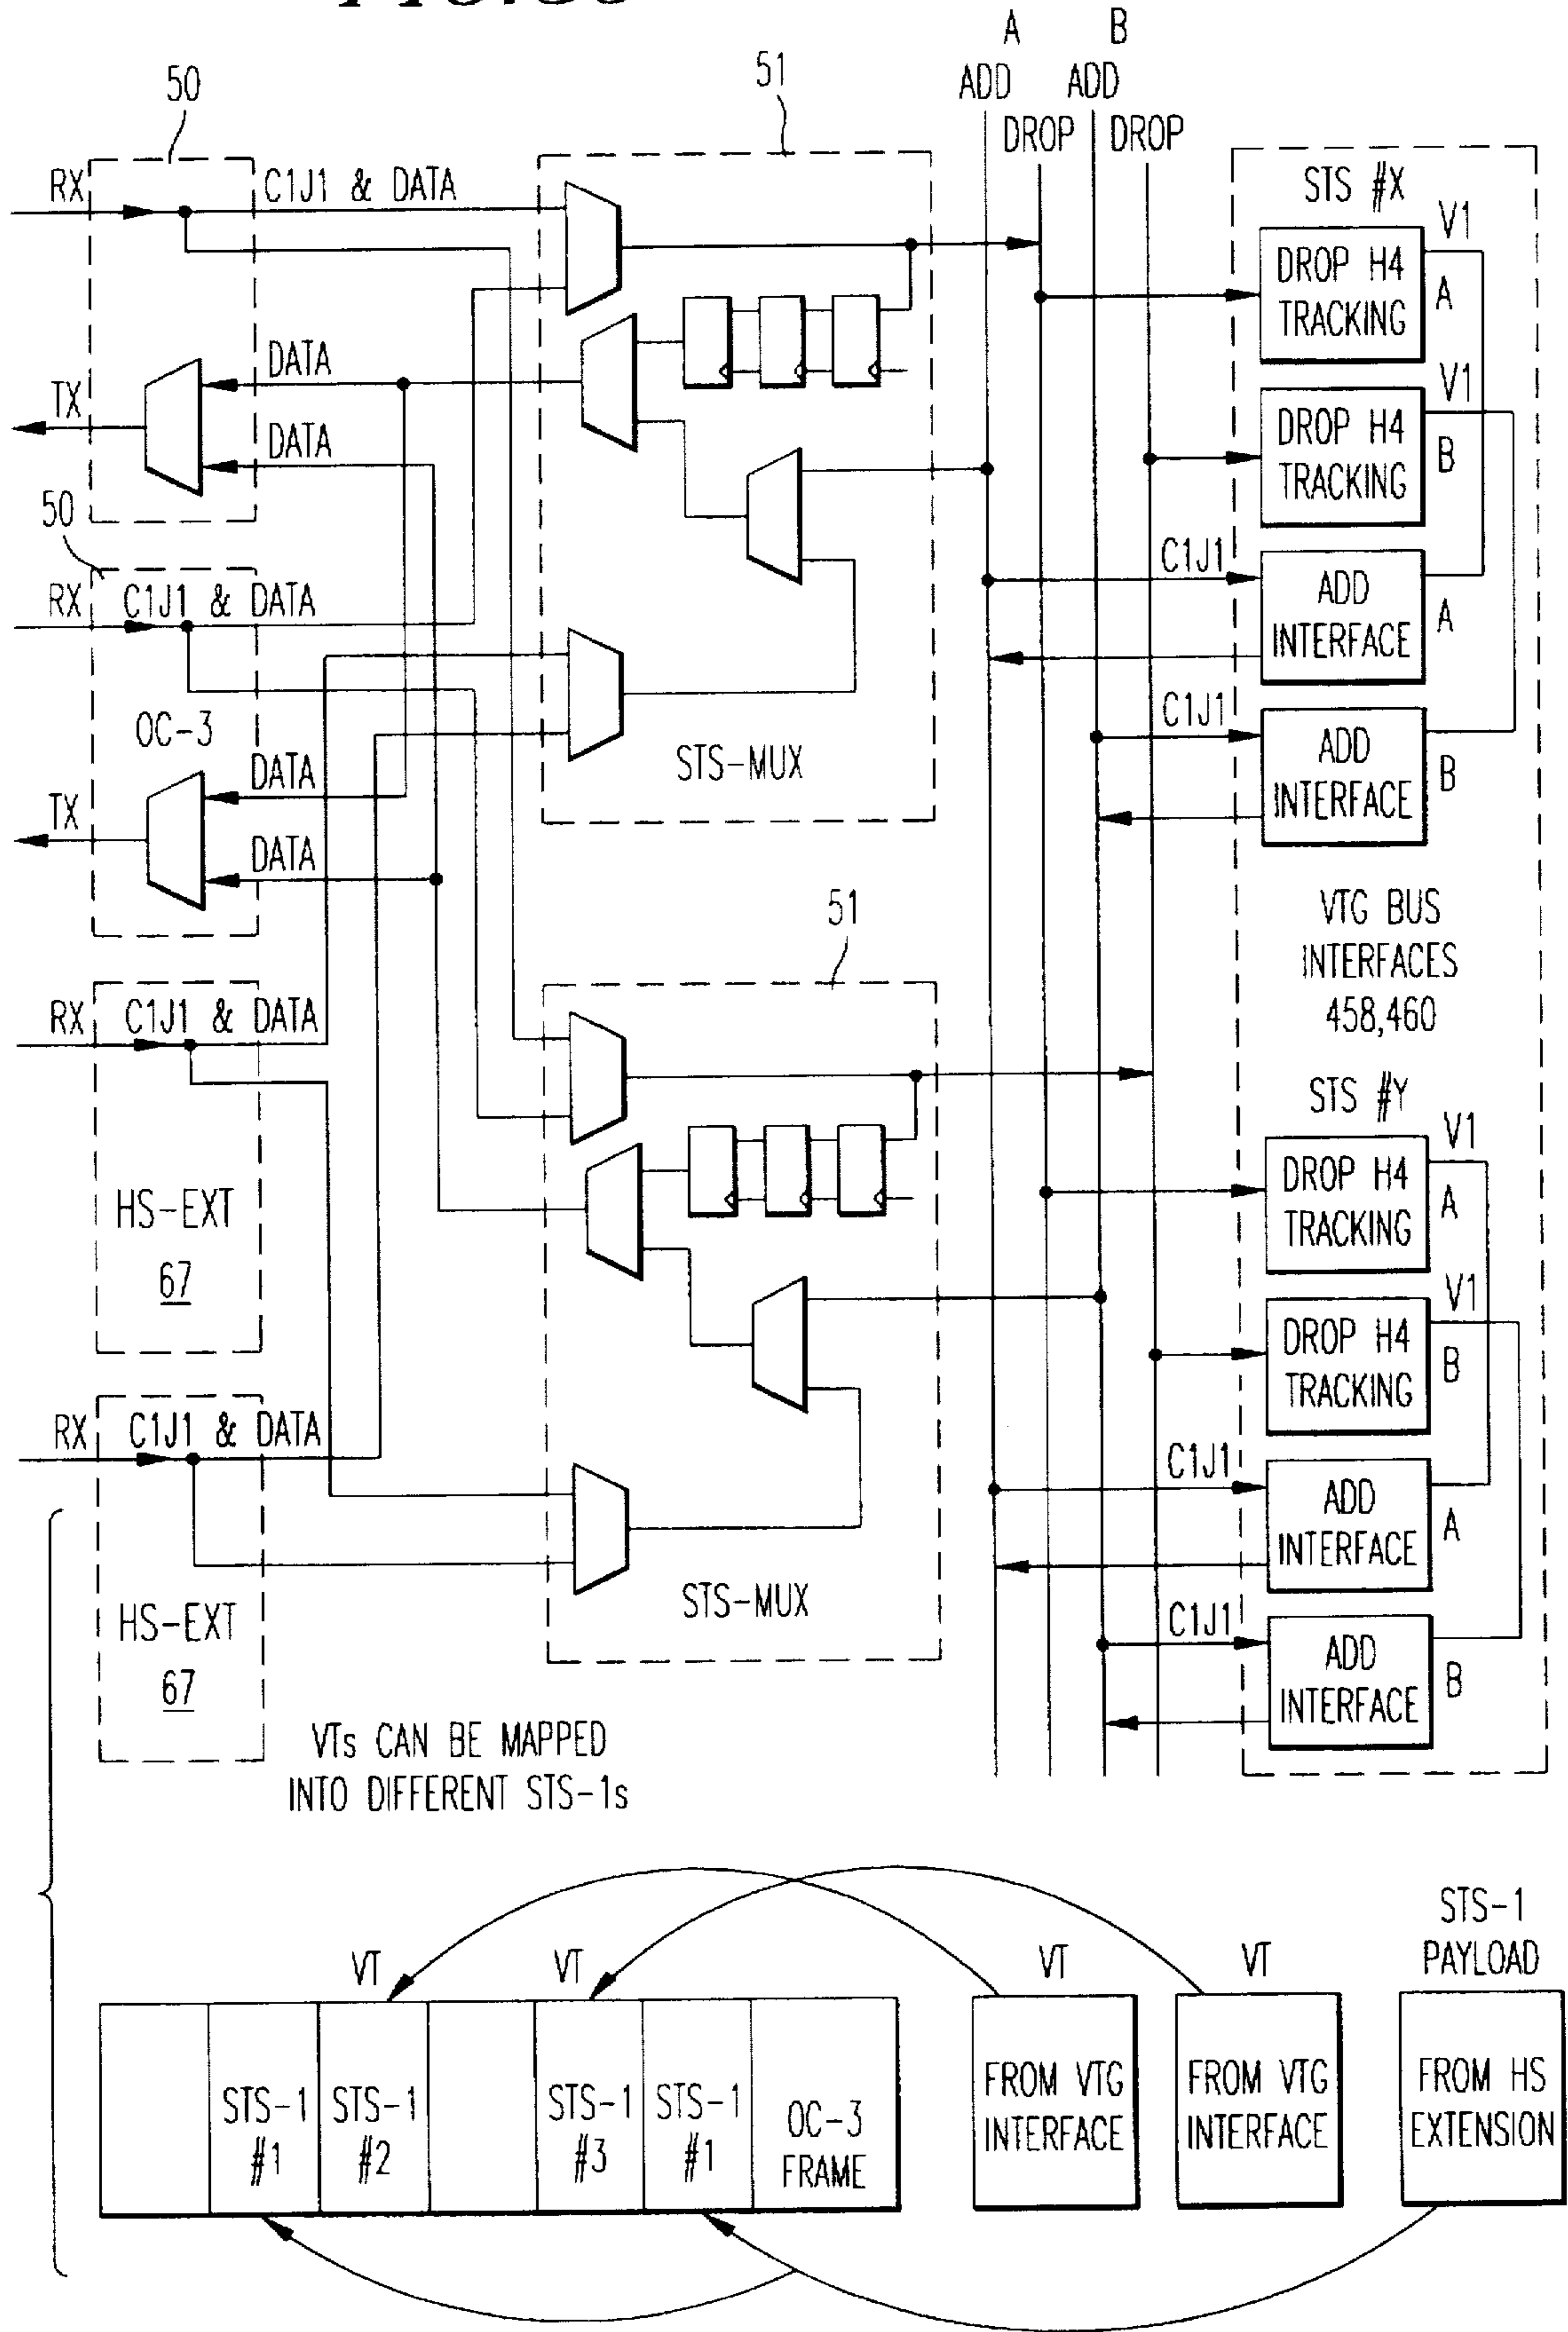 A
B
ADD
ADD
DROP
DROP
50
51
RX
C1J1 & DATA
DATA
TX
DATA
50
RX
C1J1 & DATA
OC-3
DATA
TX
DATA
STS-MUX
STS #X
V1
DROP H4
TRACKING
A
V1
DROP H4
TRACKING
B
C1J1
ADD
INTERFACE
A
C1J1
ADD
INTERFACE
B
VTG BUS
INTERFACES
458,460
51
RX
C1J1 & DATA
HS-EXT
67
RX
C1J1 & DATA
HS-EXT
67
STS-MUX
STS #Y
V1
DROP H4
TRACKING
A
V1
DROP H4
TRACKING
B
C1J1
ADD
INTERFACE
A
C1J1
ADD
INTERFACE
B
VTs CAN BE MAPPED
INTO DIFFERENT STS-1s
VT
VT
VT
VT
STS-1
PAYLOAD
STS-1
#1
STS-1
#2
STS-1
#3
STS-1
#1
OC-3
FRAME
FROM VTG
INTERFACE
FROM VTG
INTERFACE
FROM HS
EXTENSION